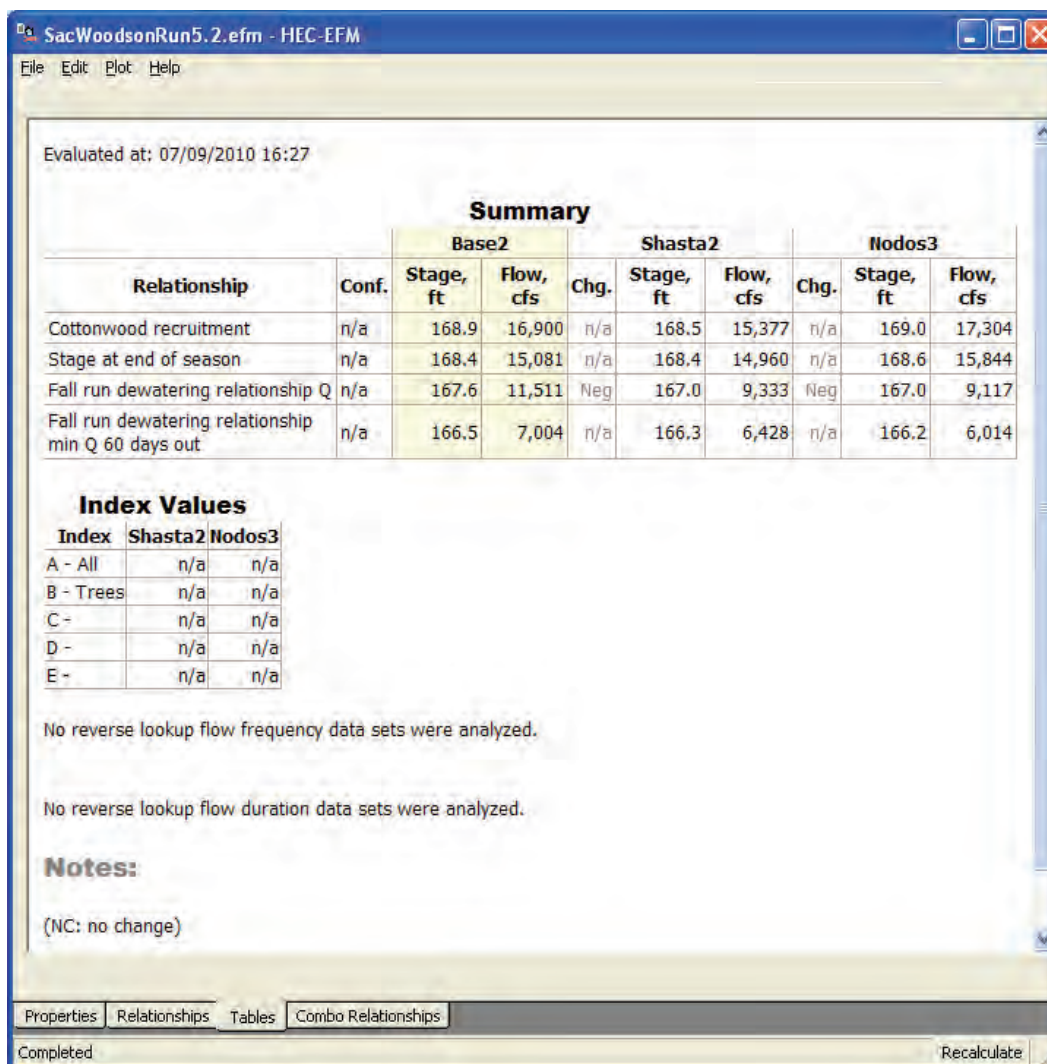 SacWoodsonRun5.2.efm - HEC-EFM
File Edit Plot Help
Evaluated at: 07/09/2010 16:27
Summary
Base2 Shasta2 Nodos3
Relationship Conf. Stage, ft Flow, cfs Chg. Stage, ft Flow, cfs Chg. Stage, ft Flow, cfs
Cottonwood recruitment n/a 168.9 16,900 n/a 168.5 15,377 n/a 169.0 17,304
Stage at end of season n/a 168.4 15,081 n/a 168.4 14,960 n/a 168.6 15,844
Fall run dewatering relationship Q n/a 167.6 11,511 Neg 167.0 9,333 Neg 167.0 9,117
Fall run dewatering relationship min Q 60 days out n/a 166.5 7,004 n/a 166.3 6,428 n/a 166.2 6,014
Index Values
Index Shasta2 Nodos3
A - All n/a n/a
B - Trees n/a n/a
C - n/a n/a
D - n/a n/a
E - n/a n/a
No reverse lookup flow frequency data sets were analyzed.
No reverse lookup flow duration data sets were analyzed.
Notes:
(NC: no change)
Properties Relationships Tables Combo Relationships
Completed Recalculate